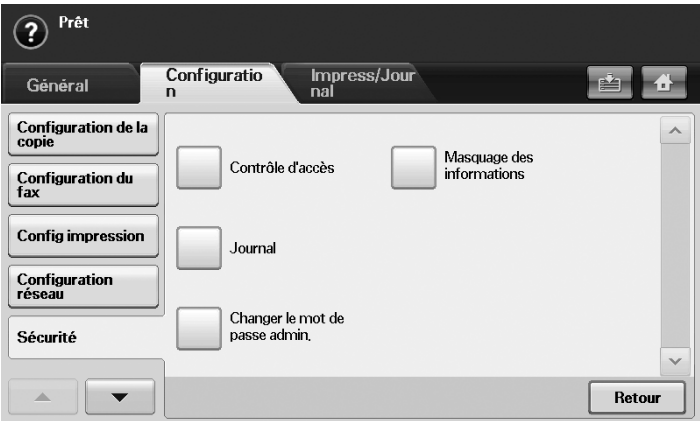 ?
Prêt
Général
Configuratio
n
Impress/Jour
nal
Configuration de la
copie
Configuration du
fax
Config impression
Configuration
réseau
Sécurité
Contrôle d'accès
Masquage des
informations
Journal
Changer le mot de
passe admin.
Retour